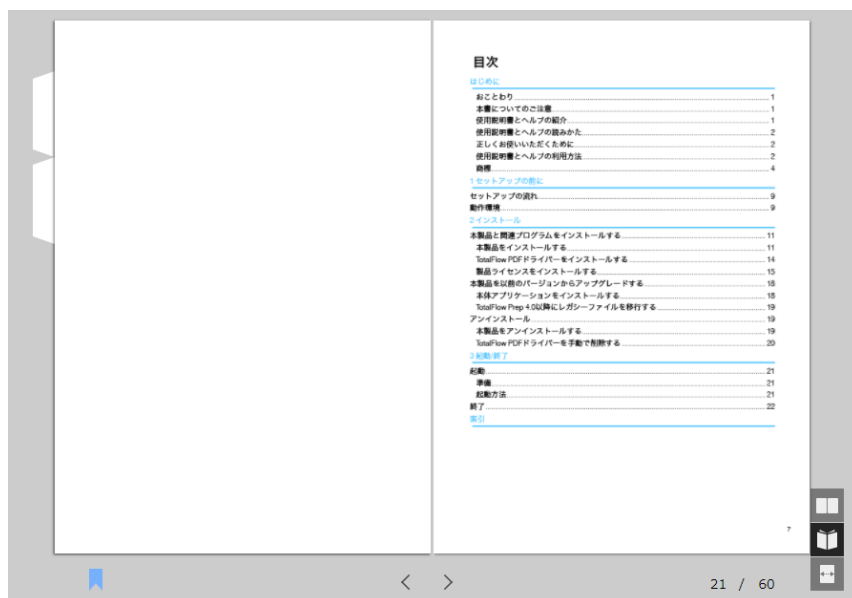 目次
はじめに
おことわり 1
本書についてのご注意 1
使用説明書とヘルプの紹介 1
使用説明書とヘルプの読みかた 2
正しくお使いいただくために 2
使用説明書とヘルプの利用方法 2
商標 4
1 セットアップの前に
セットアップの流れ 9
動作環境 9
2 インストール
本製品と関連プログラムをインストールする 11
本製品をインストールする 11
TotalFlow PDFドライバーをインストールする 14
製品ライセンスをインストールする 15
本製品を以前のバージョンからアップグレードする 18
本体アプリケーションをインストールする 18
TotalFlow Prep 4.0以降にレガシーファイルを移行する 19
アンインストール 19
本製品をアンインストールする 19
TotalFlow PDFドライバーを手動で削除する 20
3 起動/終了
起動 21
準備 21
起動方法 21
終了 22
索引
7
21 / 60